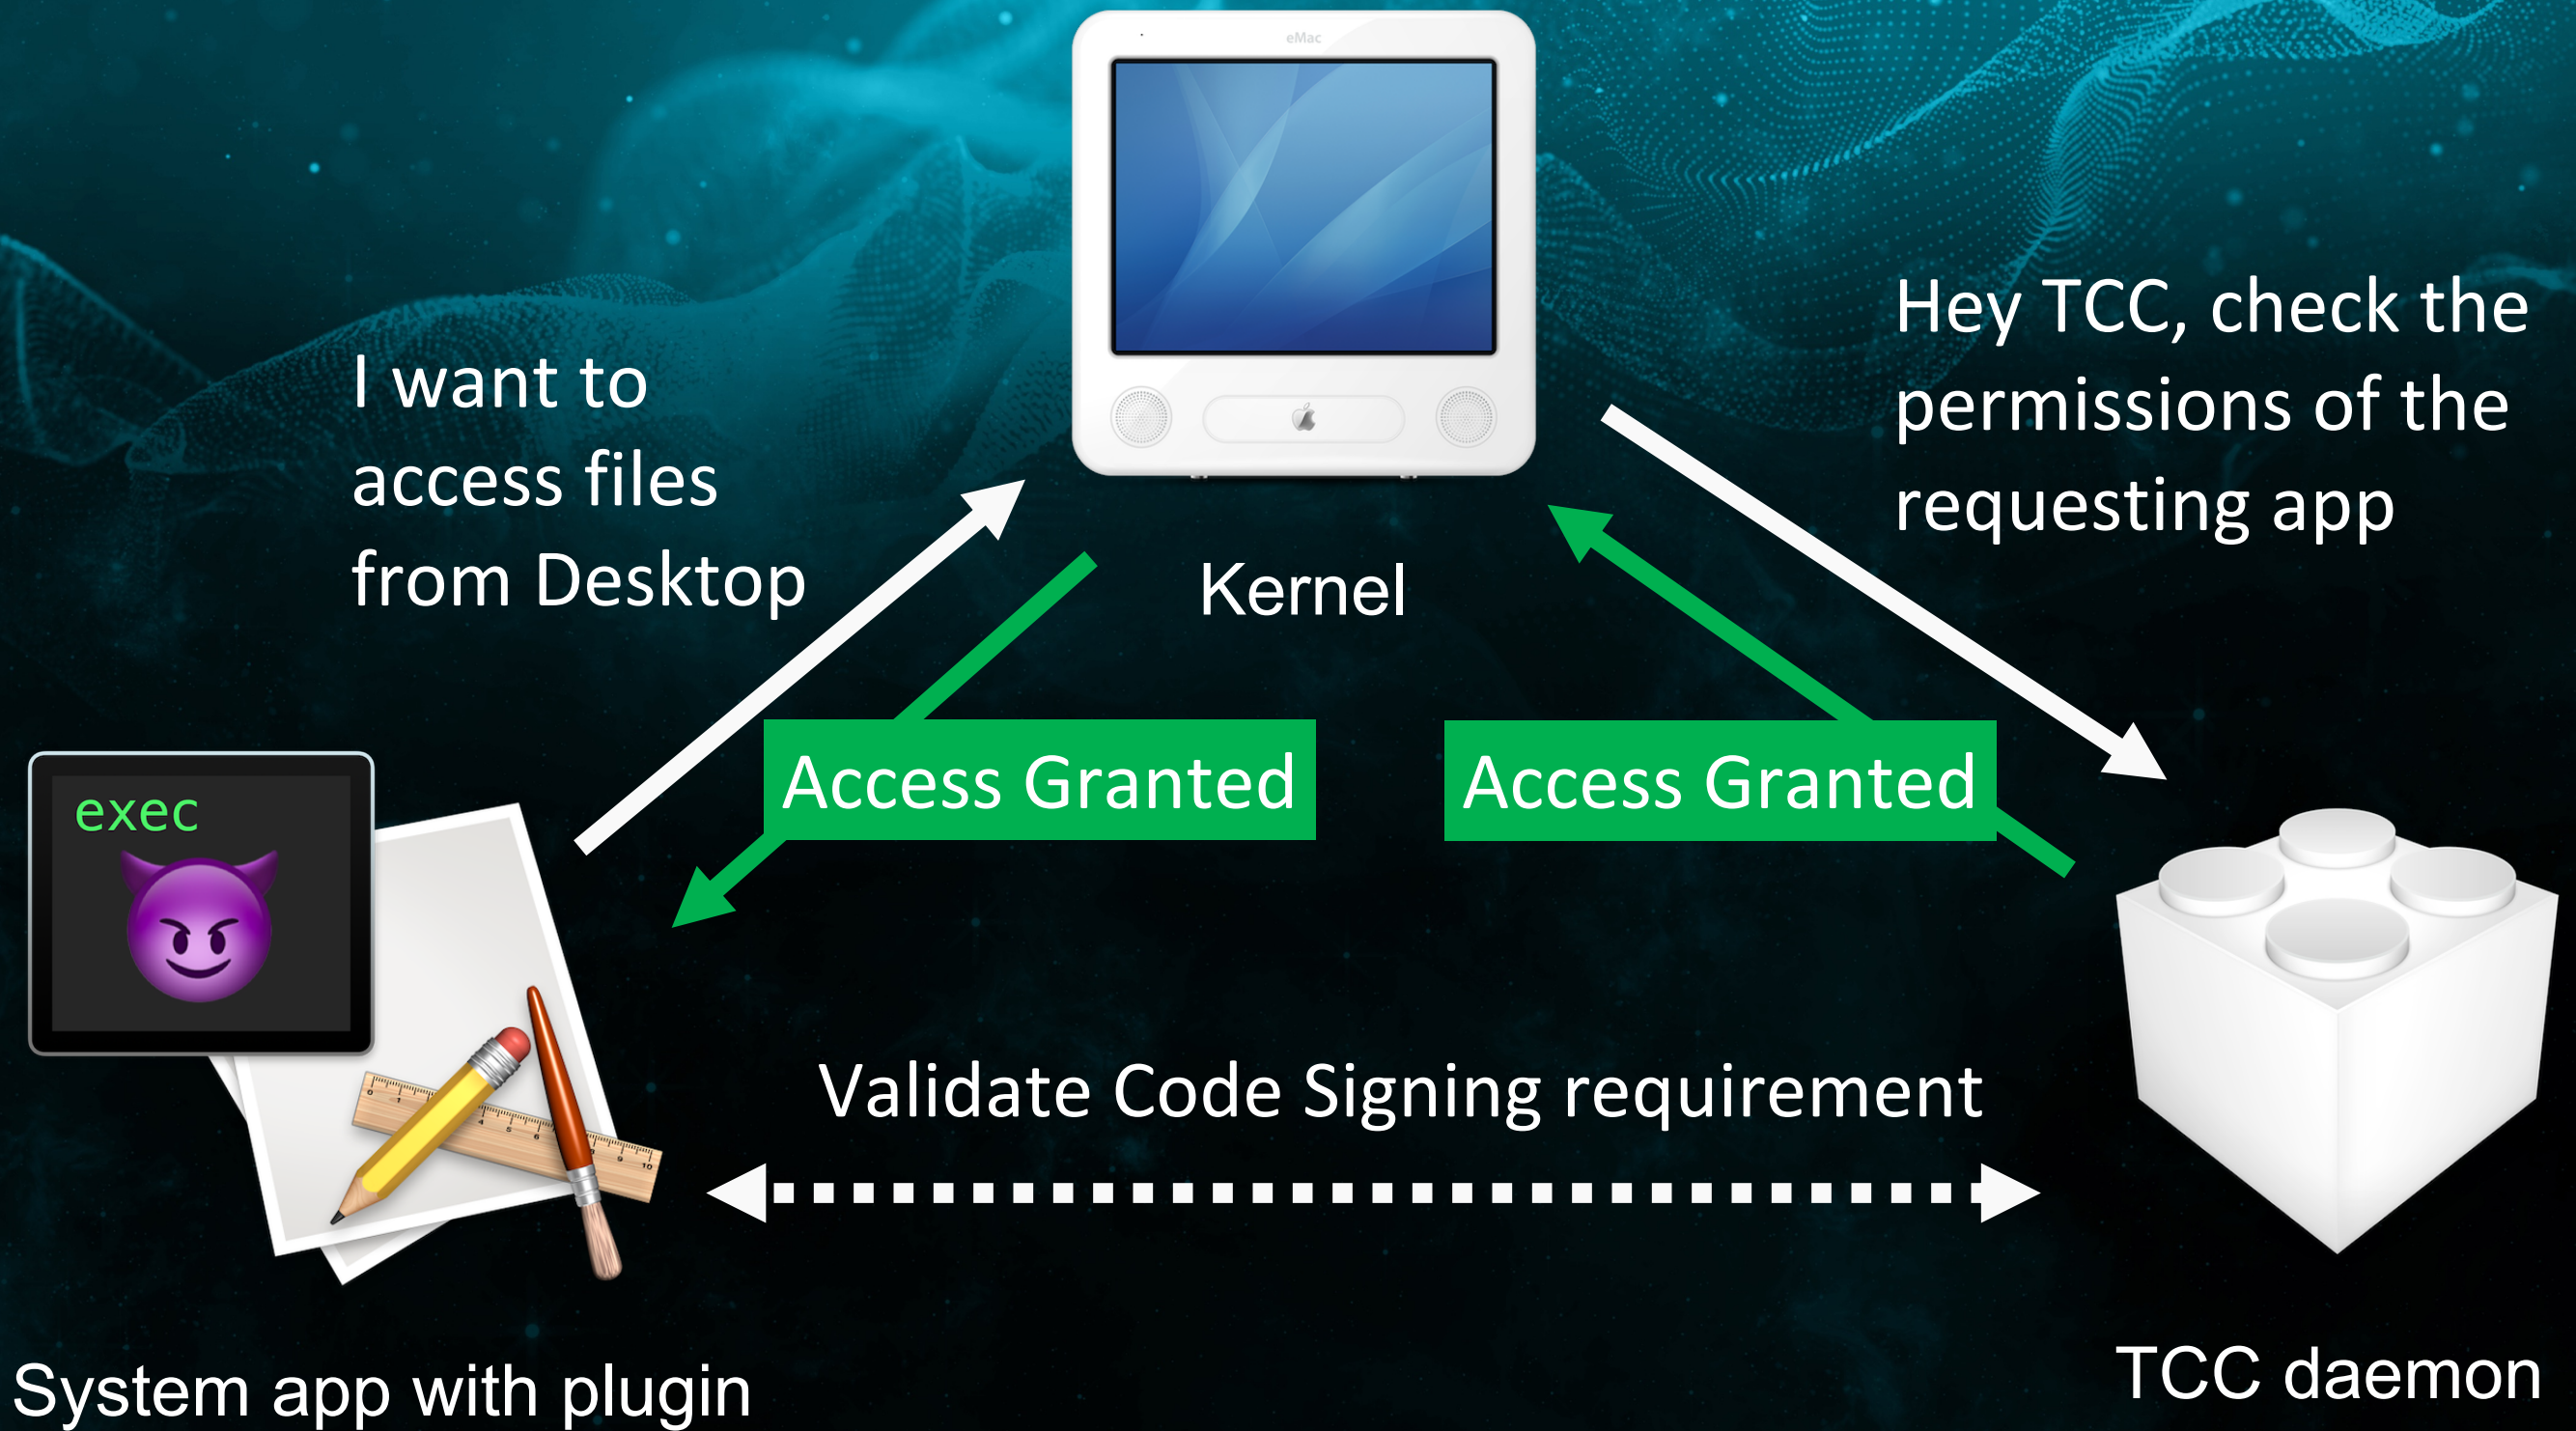 eMac
I want to
access files
from Desktop
Hey TCC, check the
permissions of the
requesting app
Kernel
Access Granted
Access Granted
exec
Validate Code Signing requirement
System app with plugin
TCC daemon